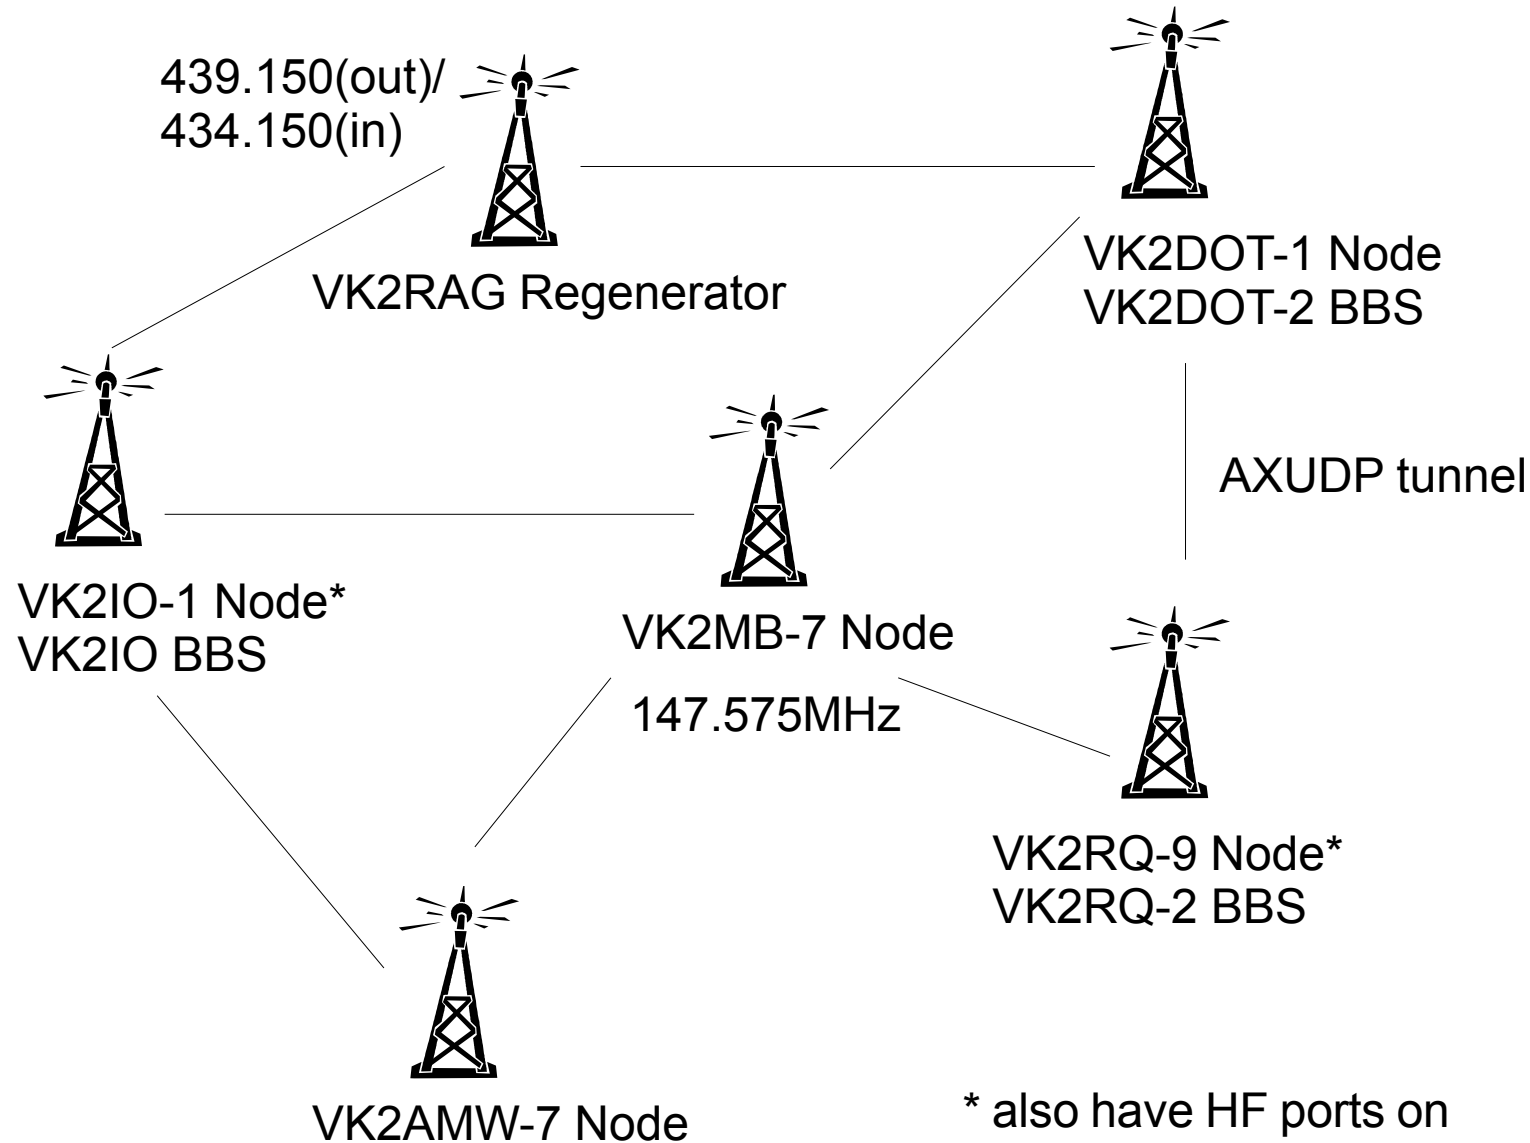 439.150(out)/
434.150(in)
VK2RAG Regenerator
VK2DOT-1 Node
VK2DOT-2 BBS
AXUDP tunnel
VK2IO-1 Node*
VK2IO BBS
VK2MB-7 Node
147.575MHz
VK2RQ-9 Node*
VK2RQ-2 BBS
VK2AMW-7 Node
* also have HF ports on